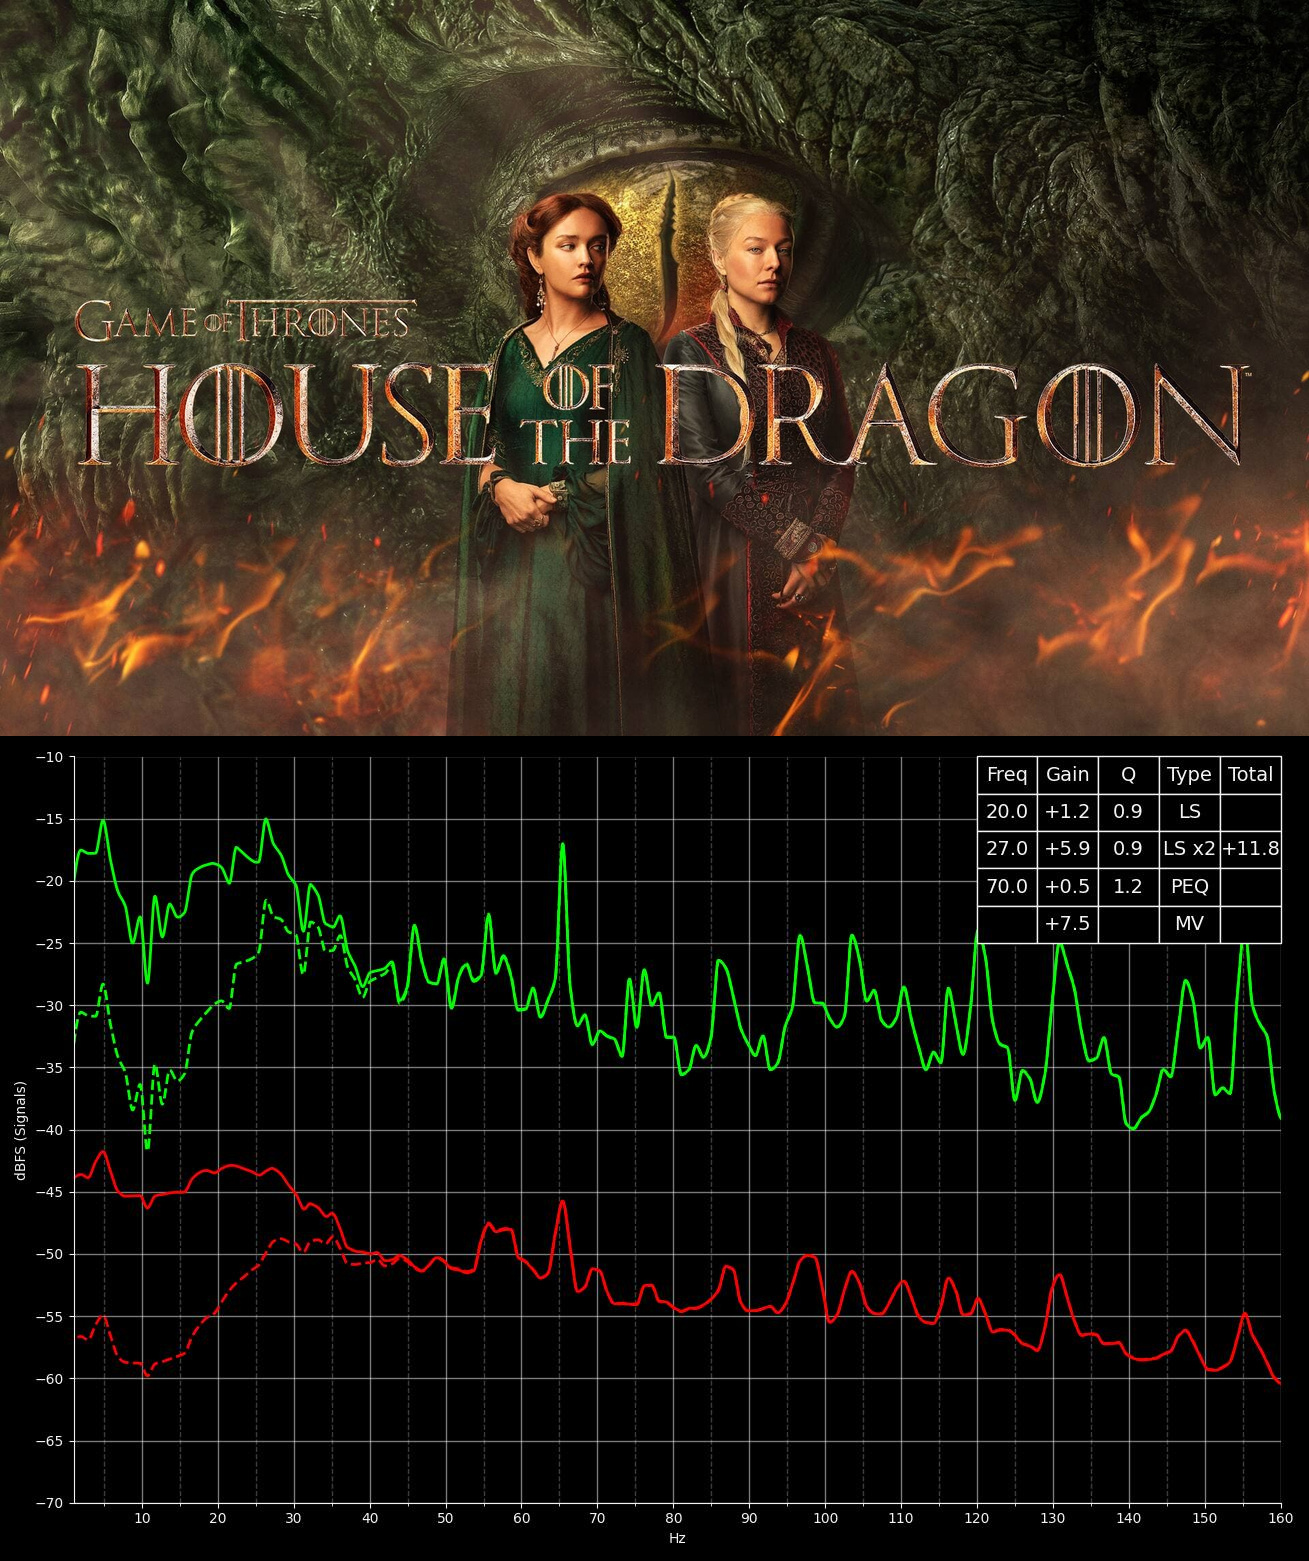 GAME OF THRONES
HOUSE OF THE DRAGON™
Freq Gain Q Type Total
20.0 +1.2 0.9 LS
27.0 +5.9 0.9 LS x2 +11.8
70.0 +0.5 1.2 PEQ
+7.5 MV
−10
−15
−20
−25
−30
−35
−40
−45
−50
−55
−60
−65
−70
dBFS (Signals)
10 20 30 40 50 60 70 80 90 100 110 120 130 140 150 160
Hz